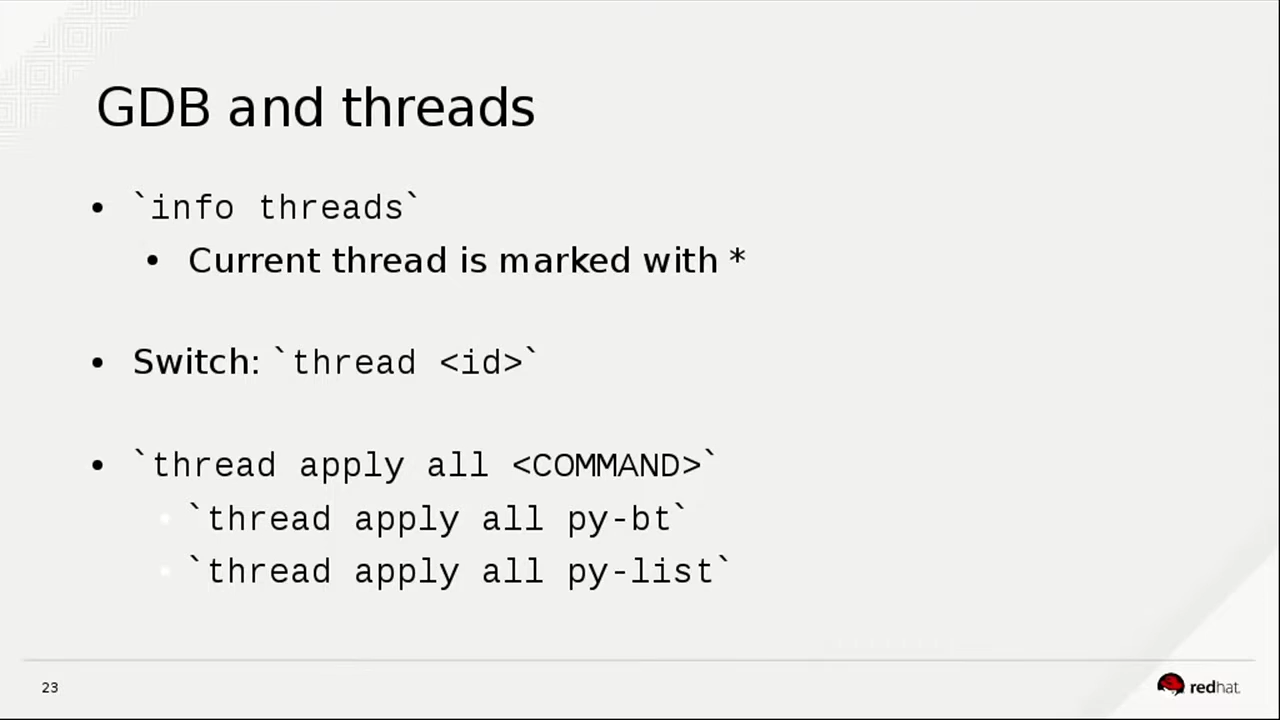 GDB and threads
• `info threads`
• Current thread is marked with *
• Switch: `thread <id>`
• `thread apply all <COMMAND>`
• `thread apply all py-bt`
• `thread apply all py-list`
23
redhat.